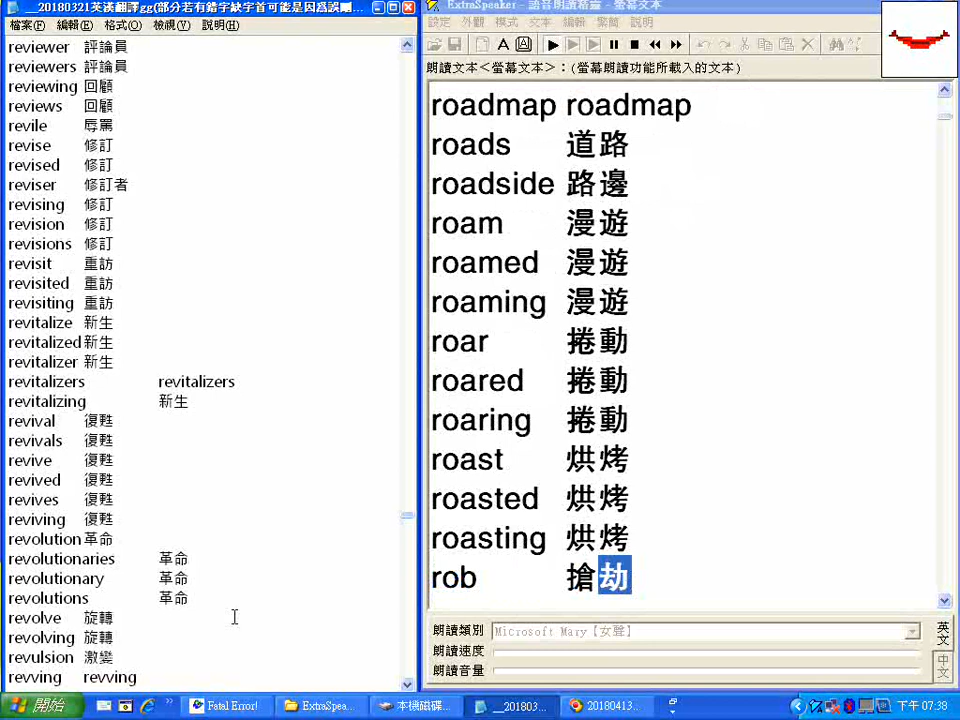 __20180321英漢翻譯gg(部分若有錯字缺字首可能是因為誤刪...
檔案(F) 編輯(E) 格式(O) 檢視(V) 說明(H)
reviewer 評論員
reviewers 評論員
reviewing 回顧
reviews 回顧
revile 辱罵
revise 修訂
revised 修訂
reviser 修訂者
revising 修訂
revision 修訂
revisions 修訂
revisit 重訪
revisited 重訪
revisiting 重訪
revitalize 新生
revitalized 新生
revitalizer 新生
revitalizers revitalizers
revitalizing 新生
revival 復甦
revivals 復甦
revive 復甦
revived 復甦
revives 復甦
reviving 復甦
revolution 革命
revolutionaries 革命
revolutionary 革命
revolutions 革命
revolve 旋轉
revolving 旋轉
revulsion 激變
revving revving
ExtraSpeaker - 語音朗讀精靈 - 螢幕文本
設定 外觀 模式 文本 編輯 繁簡 說明
朗讀文本<螢幕文本>：(螢幕朗讀功能所載入的文本)
roadmap roadmap
roads 道路
roadside 路邊
roam 漫遊
roamed 漫遊
roaming 漫遊
roar 捲動
roared 捲動
roaring 捲動
roast 烘烤
roasted 烘烤
roasting 烘烤
rob 搶劫
朗讀類別 Microsoft Mary【女聲】
朗讀速度
朗讀音量
英文
中文
開始 Fatal Error! ExtraSpea... 本機磁碟... __201803... 20180413... 下午 07:38